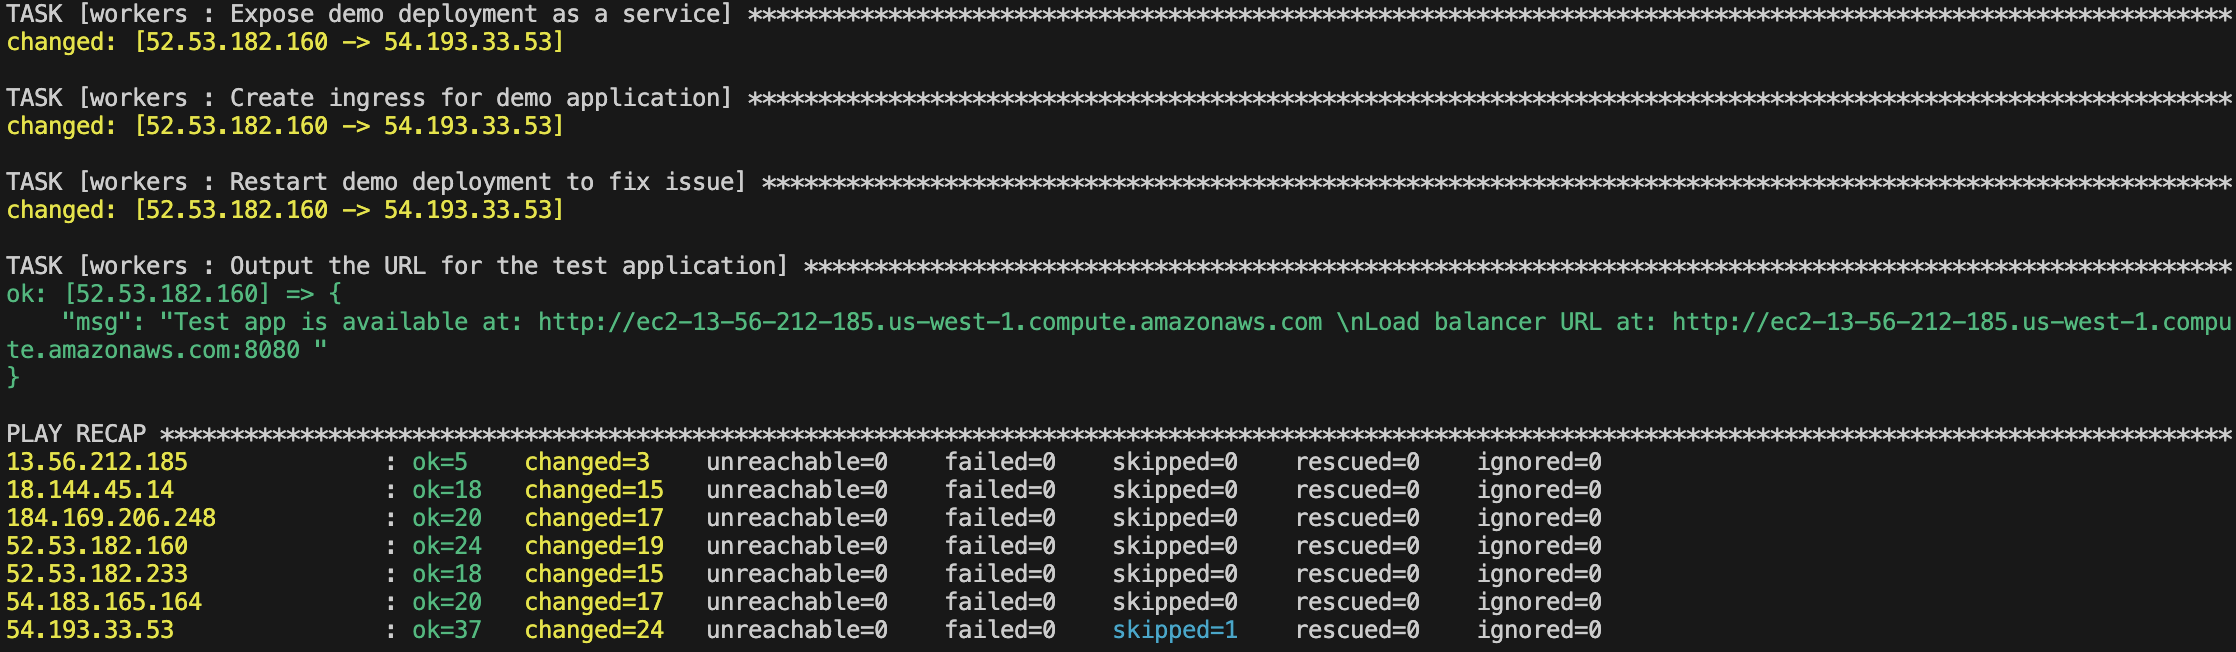 TASK [workers : Expose demo deployment as a service] **********************************************************************************************************
changed: [52.53.182.160 -> 54.193.33.53]
TASK [workers : Create ingress for demo application] **********************************************************************************************************
changed: [52.53.182.160 -> 54.193.33.53]
TASK [workers : Restart demo deployment to fix issue] *********************************************************************************************************
changed: [52.53.182.160 -> 54.193.33.53]
TASK [workers : Output the URL for the test application] ******************************************************************************************************
ok: [52.53.182.160] => {
    "msg": "Test app is available at: http://ec2-13-56-212-185.us-west-1.compute.amazonaws.com \nLoad balancer URL at: http://ec2-13-56-212-185.us-west-1.compu
te.amazonaws.com:8080 "
}
PLAY RECAP ****************************************************************************************************************************************************
13.56.212.185              : ok=5    changed=3    unreachable=0    failed=0    skipped=0    rescued=0    ignored=0
18.144.45.14               : ok=18   changed=15   unreachable=0    failed=0    skipped=0    rescued=0    ignored=0
184.169.206.248            : ok=20   changed=17   unreachable=0    failed=0    skipped=0    rescued=0    ignored=0
52.53.182.160              : ok=24   changed=19   unreachable=0    failed=0    skipped=0    rescued=0    ignored=0
52.53.182.233              : ok=18   changed=15   unreachable=0    failed=0    skipped=0    rescued=0    ignored=0
54.183.165.164             : ok=20   changed=17   unreachable=0    failed=0    skipped=0    rescued=0    ignored=0
54.193.33.53               : ok=37   changed=24   unreachable=0    failed=0    skipped=1    rescued=0    ignored=0